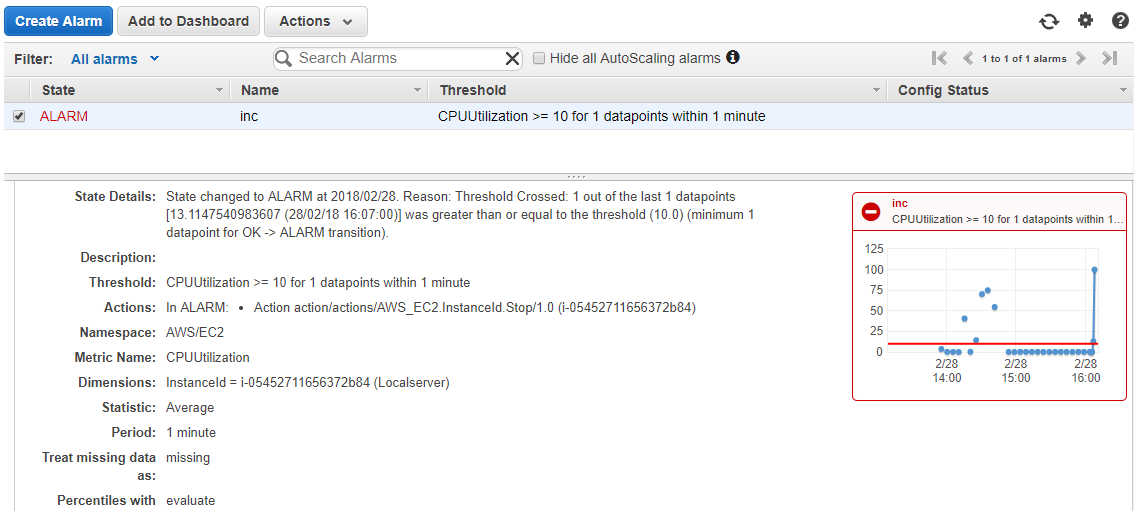 Create Alarm Add to Dashboard Actions
Filter: All alarms Search Alarms Hide all AutoScaling alarms 1 to 1 of 1 alarms
State Name Threshold Config Status
ALARM inc CPUUtilization >= 10 for 1 datapoints within 1 minute
State Details: State changed to ALARM at 2018/02/28. Reason: Threshold Crossed: 1 out of the last 1 datapoints
[13.1147540983607 (28/02/18 16:07:00)] was greater than or equal to the threshold (10.0) (minimum 1
datapoint for OK -> ALARM transition).
Description:
Threshold: CPUUtilization >= 10 for 1 datapoints within 1 minute
Actions: In ALARM: • Action action/actions/AWS_EC2.InstanceId.Stop/1.0 (i-05452711656372b84)
Namespace: AWS/EC2
Metric Name: CPUUtilization
Dimensions: InstanceId = i-05452711656372b84 (Localserver)
Statistic: Average
Period: 1 minute
Treat missing data missing
as:
Percentiles with evaluate
inc
CPUUtilization >= 10 for 1 datapoints within 1...
125
100
75
50
25
0
2/28 2/28 2/28
14:00 15:00 16:00